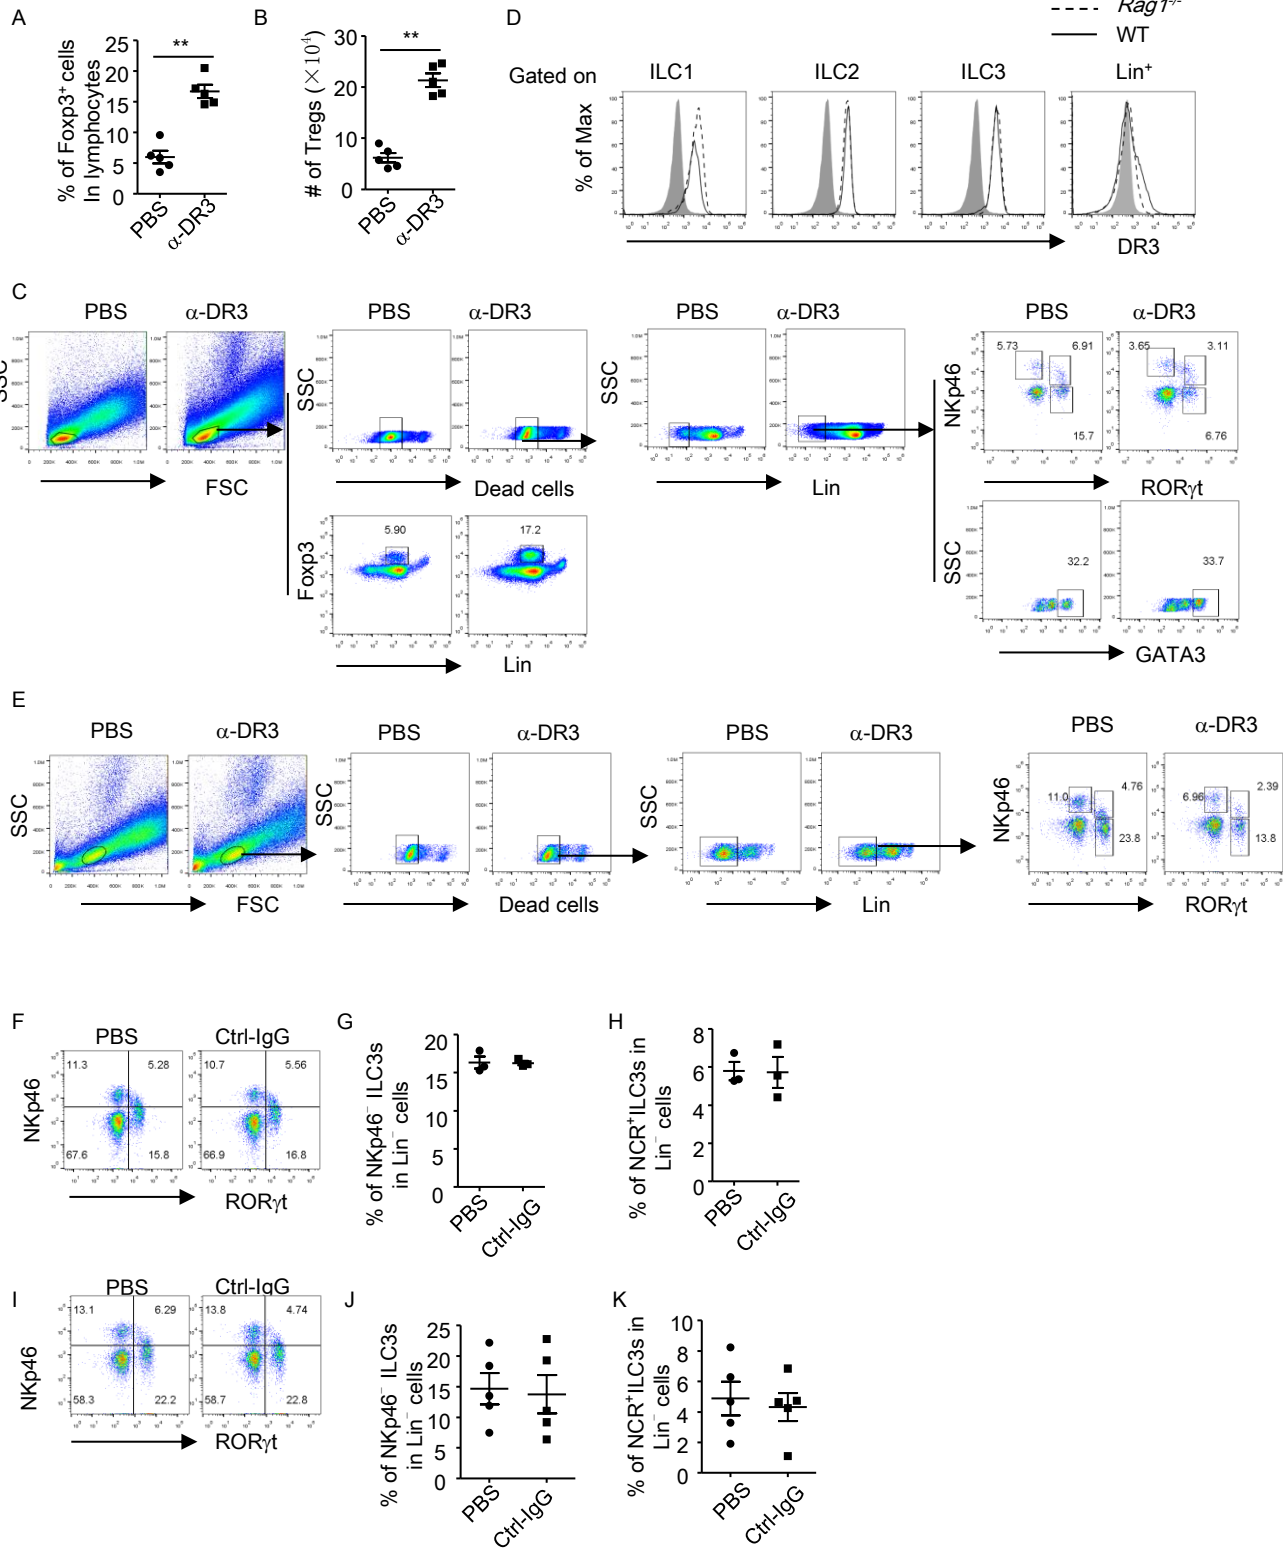 A
% of Foxp3⁺ cells
In lymphocytes
25
20
15
10
5
0
**
PBS
α-DR3
B
# of Tregs (×10⁴)
30
20
10
0
**
PBS
α-DR3
D
Rag1⁻/⁻
WT
Gated on
ILC1
ILC2
ILC3
Lin⁺
% of Max
DR3
C
PBS
α-DR3
PBS
α-DR3
PBS
α-DR3
PBS
α-DR3
SSC
FSC
SSC
Dead cells
SSC
Lin
NKp46
5.73
6.91
15.7
3.65
3.11
6.76
RORγt
Foxp3
5.90
17.2
Lin
SSC
32.2
33.7
GATA3
E
PBS
α-DR3
PBS
α-DR3
PBS
α-DR3
PBS
α-DR3
SSC
FSC
SSC
Dead cells
SSC
Lin
NKp46
11.0
4.76
23.8
6.96
2.39
13.8
RORγt
F
PBS
Ctrl-IgG
NKp46
11.3
5.28
67.6
15.8
10.7
5.56
66.9
16.8
RORγt
G
% of NKp46⁻ ILC3s
in Lin⁻ cells
20
15
10
5
0
PBS
Ctrl-IgG
H
% of NCR⁺ILC3s in
Lin⁻ cells
8
6
4
2
0
PBS
Ctrl-IgG
I
PBS
Ctrl-IgG
NKp46
13.1
6.29
58.3
22.2
13.8
4.74
58.7
22.8
RORγt
J
% of NKp46⁻ ILC3s
in Lin⁻ cells
25
20
15
10
5
0
PBS
Ctrl-IgG
K
% of NCR⁺ILC3s in
Lin⁻ cells
10
8
6
4
2
0
PBS
Ctrl-IgG